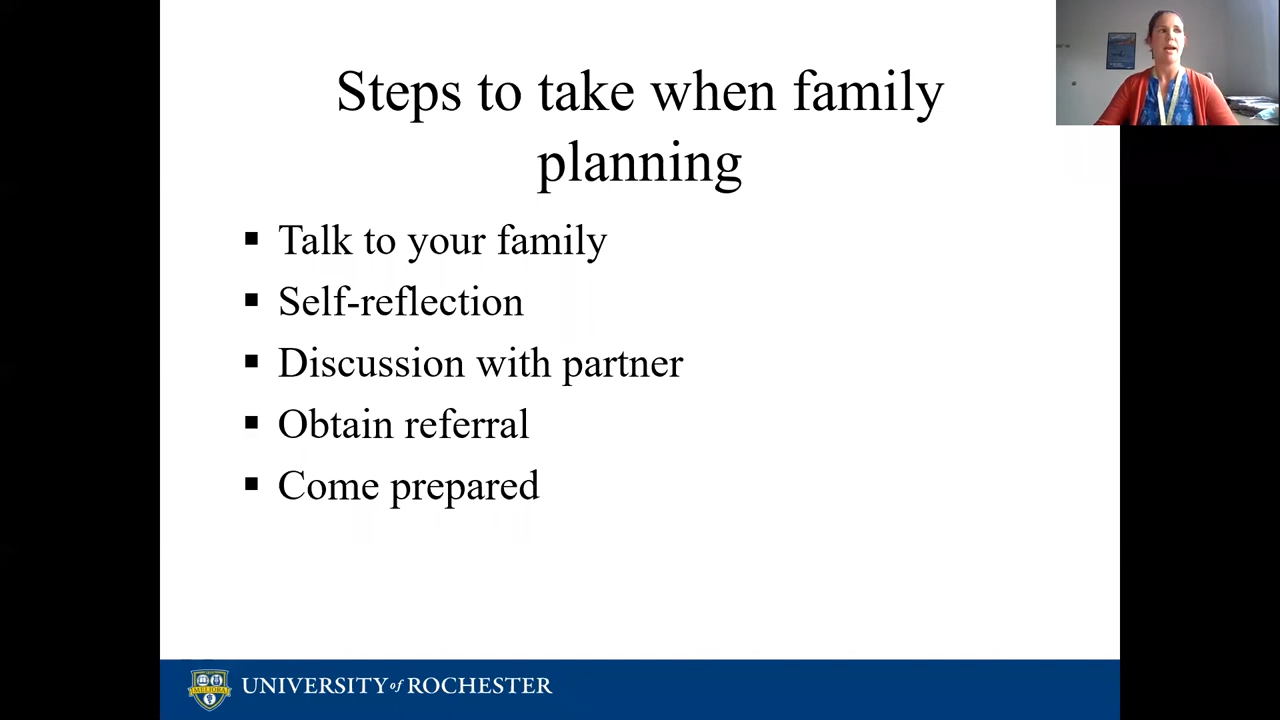 Steps to take when family
planning
▪ Talk to your family
▪ Self-reflection
▪ Discussion with partner
▪ Obtain referral
▪ Come prepared
MELIORA
UNIVERSITY of ROCHESTER